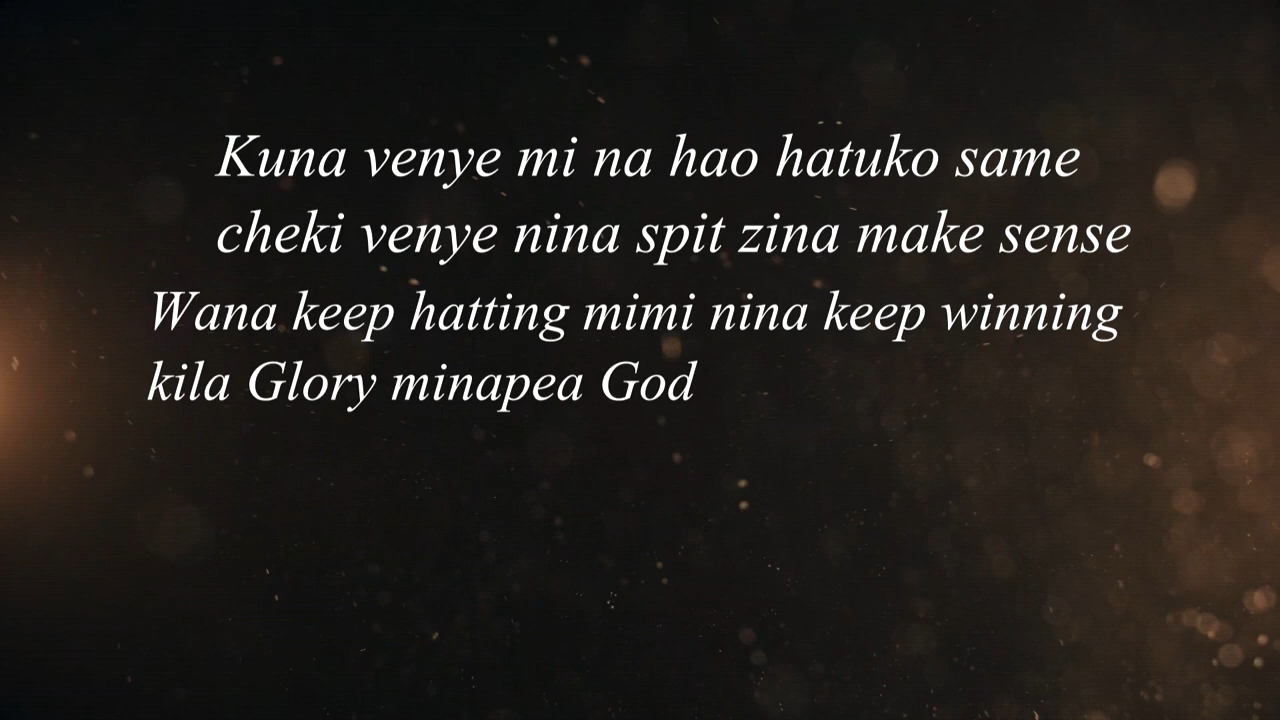 Kuna venye mi na hao hatuko same
cheki venye nina spit zina make sense
Wana keep hatting mimi nina keep winning
kila Glory minapea God